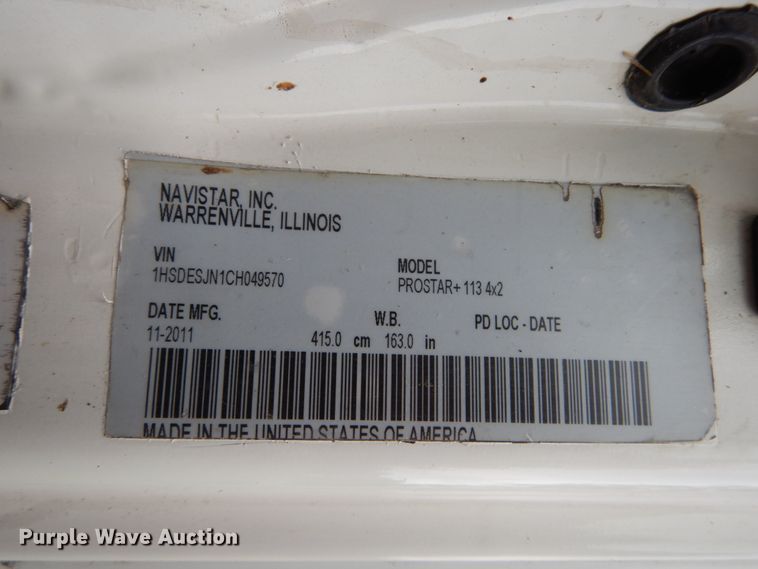 NAVISTAR, INC.
WARRENVILLE, ILLINOIS
VIN
1HSDESJN1CH049570
MODEL
PROSTAR+ 113 4x2
DATE MFG.
11-2011
W.B.
415.0 cm 163.0 in
PD LOC - DATE
MADE IN THE UNITED STATES OF AMERICA
Purple Wave Auction